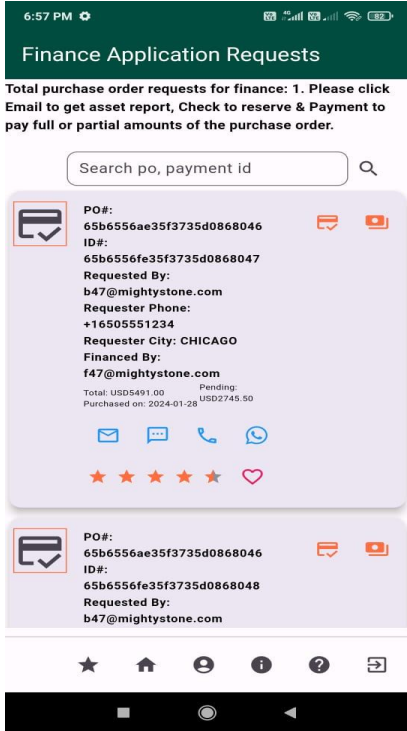 6:57 PM
4G
82
Finance Application Requests
Total purchase order requests for finance: 1. Please click
Email to get asset report, Check to reserve & Payment to
pay full or partial amounts of the purchase order.
Search po, payment id
PO#:
65b6556ae35f3735d0868046
ID#:
65b6556fe35f3735d0868047
Requested By:
b47@mightystone.com
Requester Phone:
+16505551234
Requester City: CHICAGO
Financed By:
f47@mightystone.com
Total: USD5491.00
Purchased on: 2024-01-28
Pending:
USD2745.50
PO#:
65b6556ae35f3735d0868046
ID#:
65b6556fe35f3735d0868048
Requested By:
b47@mightystone.com